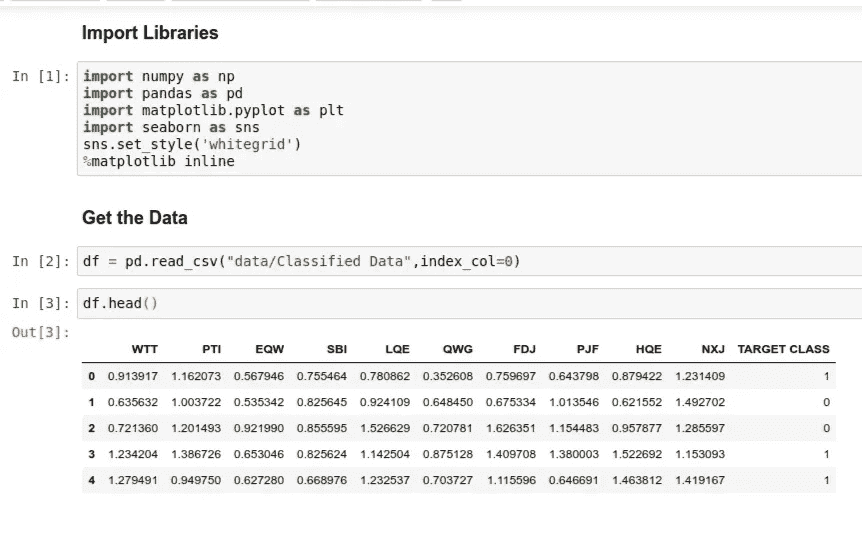 Import Libraries
In [1]: import numpy as np
import pandas as pd
import matplotlib.pyplot as plt
import seaborn as sns
sns.set_style('whitegrid')
%matplotlib inline
Get the Data
In [2]: df = pd.read_csv("data/Classified Data",index_col=0)
In [3]: df.head()
Out[3]:
WTT PTI EQW SBI LQE QWG FDJ PJF HQE NXJ TARGET CLASS
0 0.913917 1.162073 0.567946 0.755464 0.780862 0.352608 0.759697 0.643798 0.879422 1.231409 1
1 0.635632 1.003722 0.535342 0.825645 0.924109 0.648450 0.675334 1.013546 0.621552 1.492702 0
2 0.721360 1.201493 0.921990 0.855595 1.526629 0.720781 1.626351 1.154483 0.957877 1.285597 0
3 1.234204 1.386726 0.653046 0.825624 1.142504 0.875128 1.409708 1.380003 1.522692 1.153093 1
4 1.279491 0.949750 0.627280 0.668976 1.232537 0.703727 1.115596 0.646691 1.463812 1.419167 1